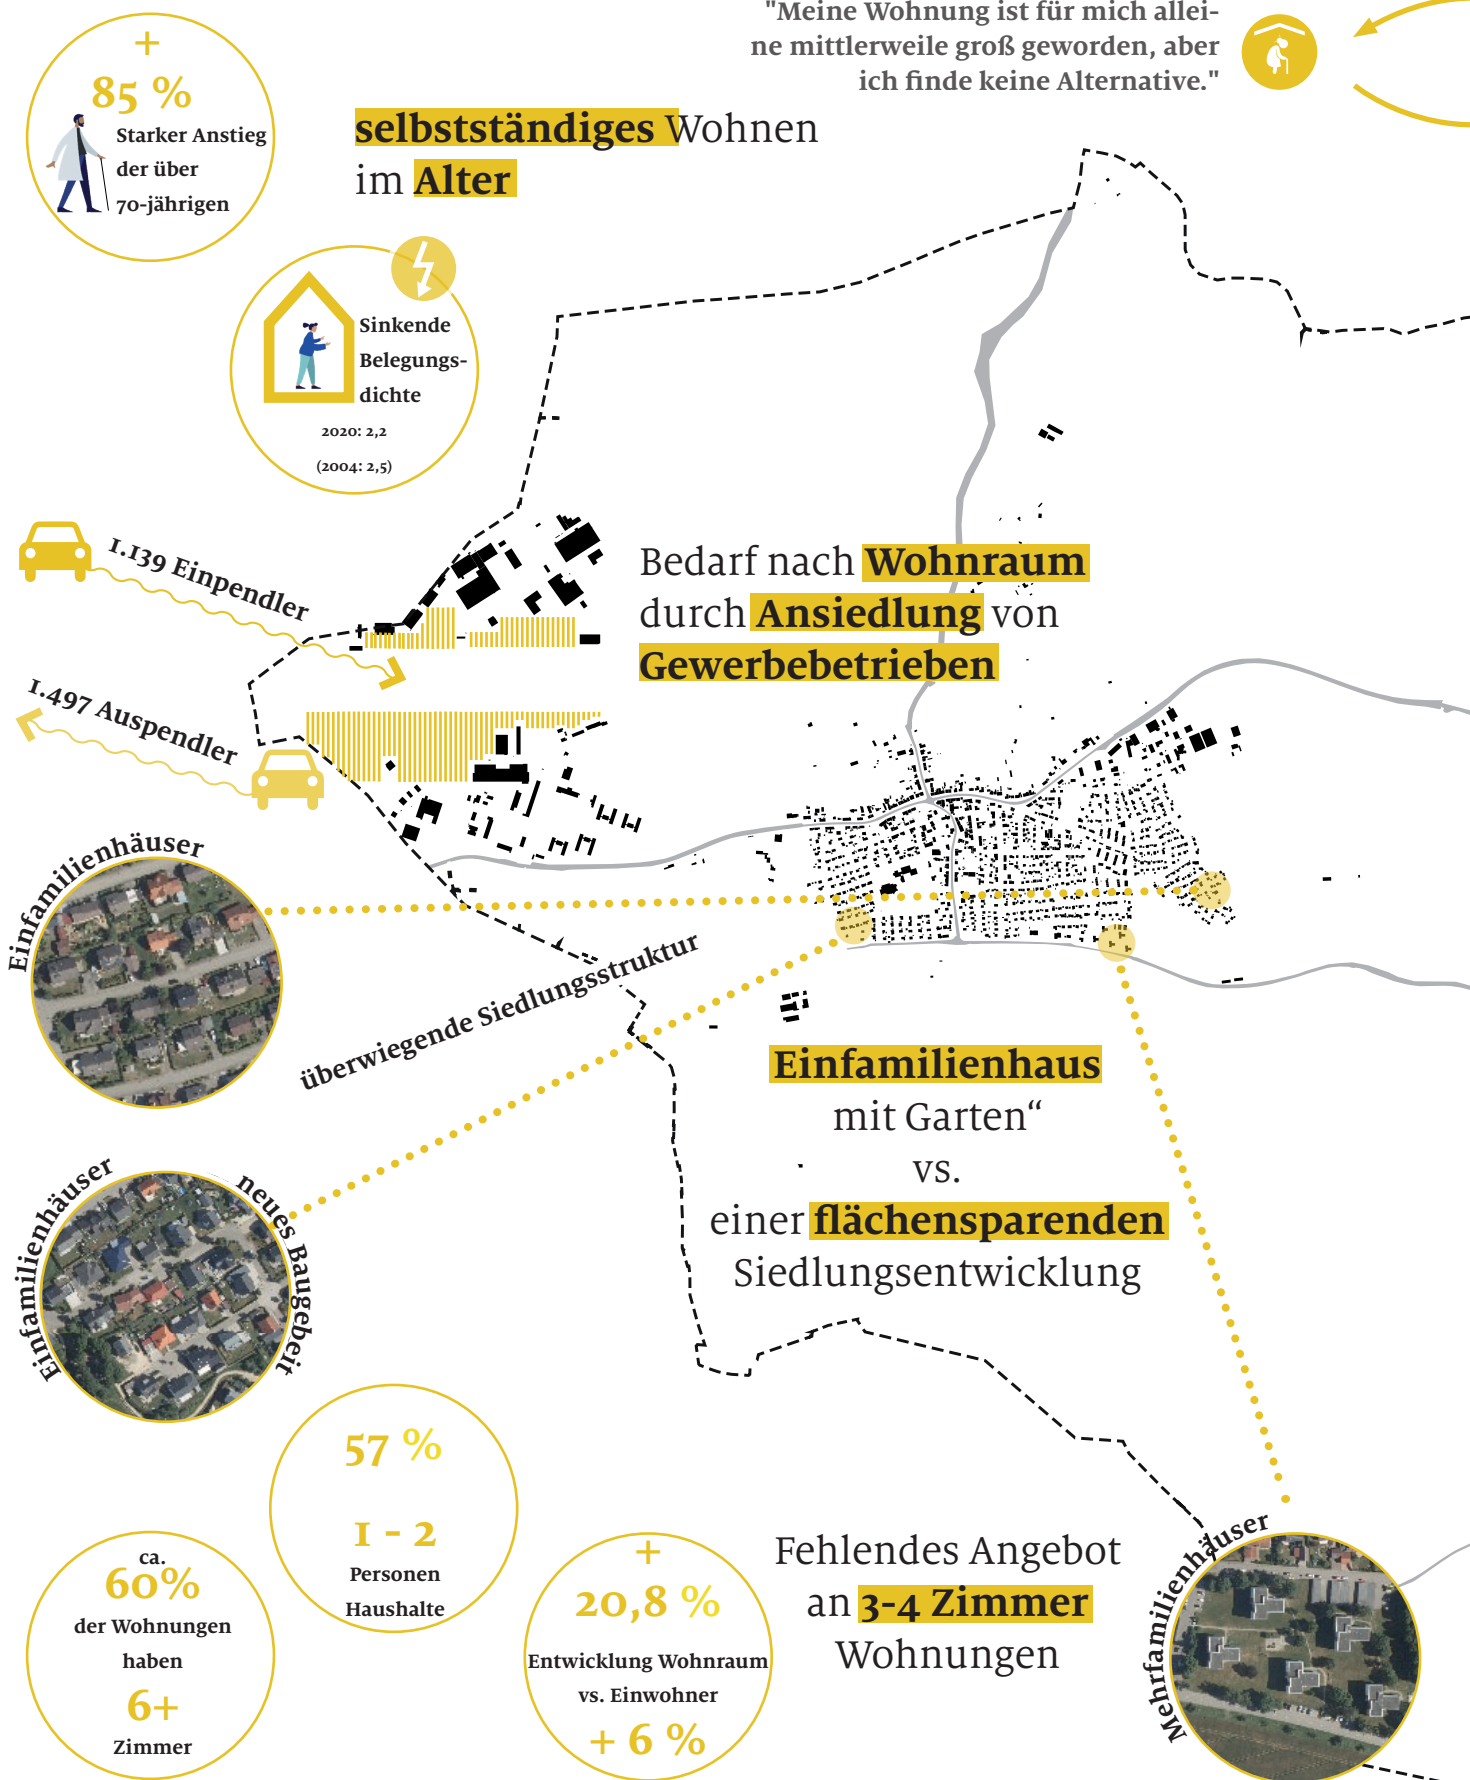 "Meine Wohnung ist für mich allei-
ne mittlerweile groß geworden, aber
ich finde keine Alternative."
+
85 %
Starker Anstieg
der über
70-jährigen
selbstständiges Wohnen
im Alter
Sinkende
Belegungs-
dichte
2020: 2,2
(2004: 2,5)
1.139 Einpendler
1.497 Auspendler
Bedarf nach Wohnraum
durch Ansiedlung von
Gewerbebetrieben
Einfamilienhäuser
überwiegende Siedlungsstruktur
Einfamilienhaus
mit Garten“
vs.
einer flächensparenden
Siedlungsentwicklung
Einfamilienhäuser
neues Baugebeit
57 %
1 - 2
Personen
Haushalte
ca.
60%
der Wohnungen
haben
6+
Zimmer
+
20,8 %
Entwicklung Wohnraum
vs. Einwohner
+ 6 %
Fehlendes Angebot
an 3-4 Zimmer
Wohnungen
Mehrfamilienhäuser